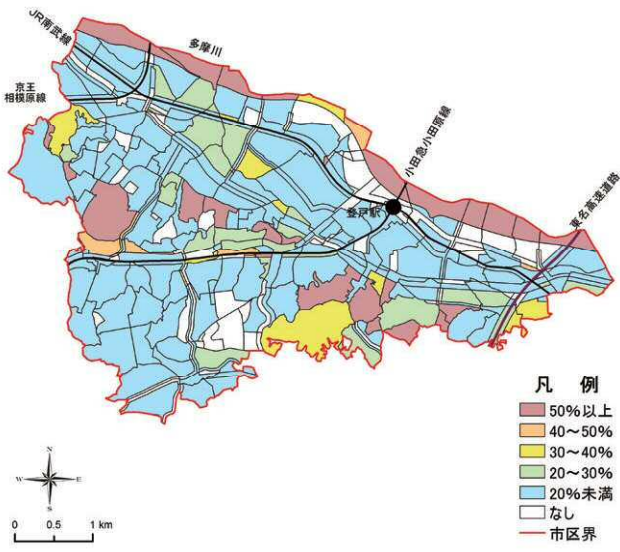 JR南武線
多摩川
京王
相模原線
小田急小田原線
東名高速道路
登戸駅
凡 例
50%以上
40〜50%
30〜40%
20〜30%
20%未満
なし
市区界
N
W
E
S
0 0.5 1 km